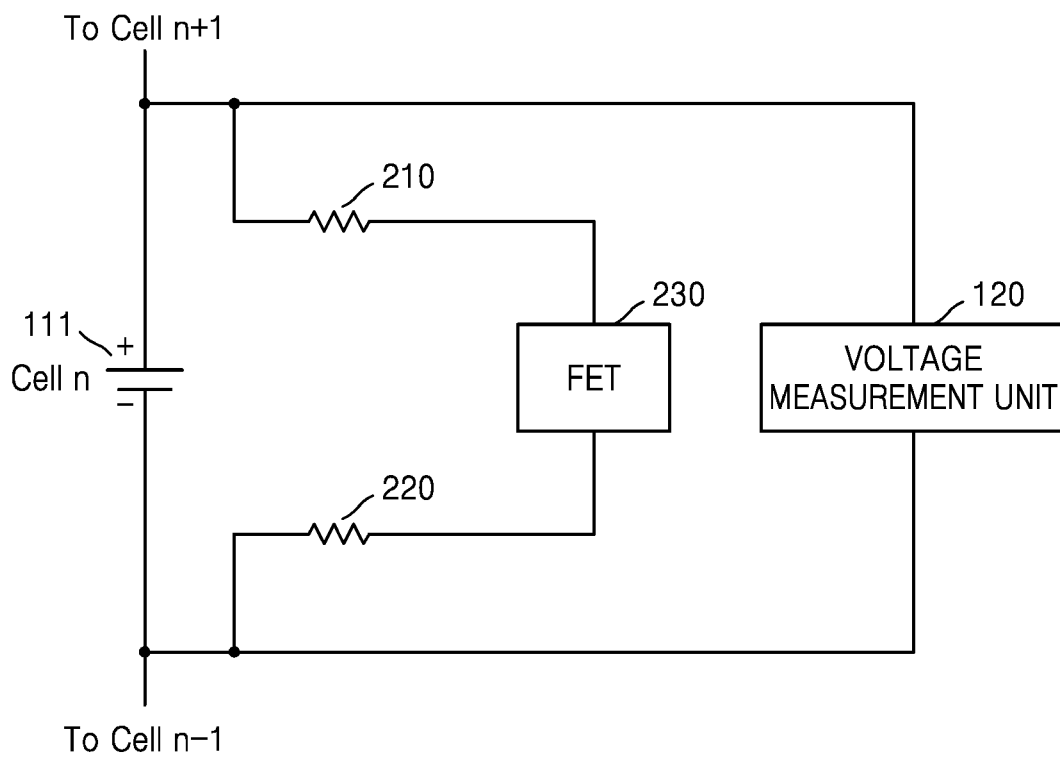 To Cell n+1
210
230
120
111
+
Cell n
−
FET
VOLTAGE
MEASUREMENT UNIT
220
To Cell n−1